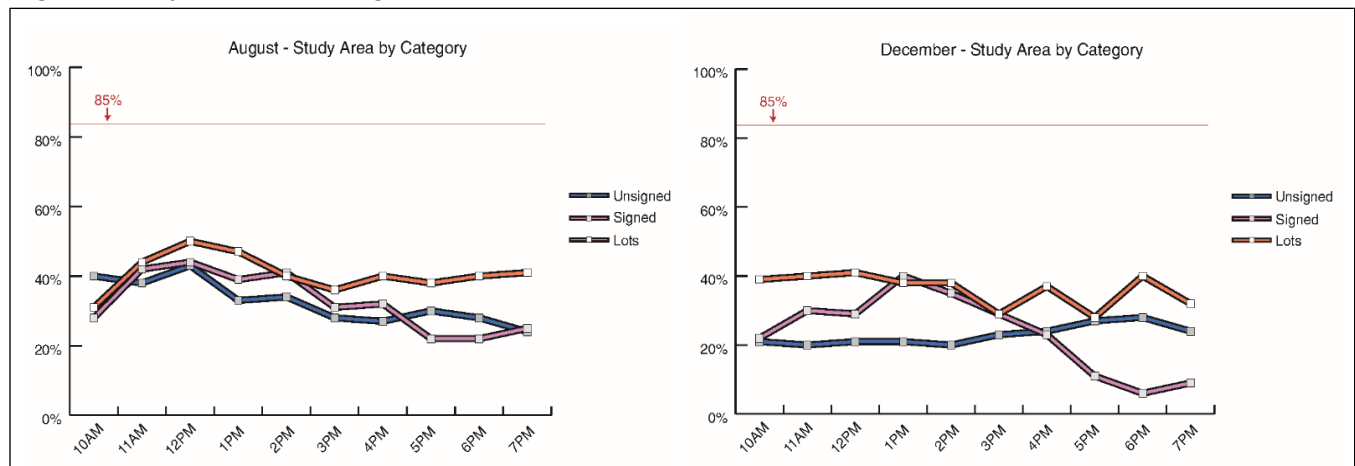 August - Study Area by Category
100%
85%
80%
60%
40%
20%
0%
10AM
11AM
12PM
1PM
2PM
3PM
4PM
5PM
6PM
7PM
Unsigned
Signed
Lots
December - Study Area by Category
100%
85%
80%
60%
40%
20%
0%
10AM
11AM
12PM
1PM
2PM
3PM
4PM
5PM
6PM
7PM
Unsigned
Signed
Lots